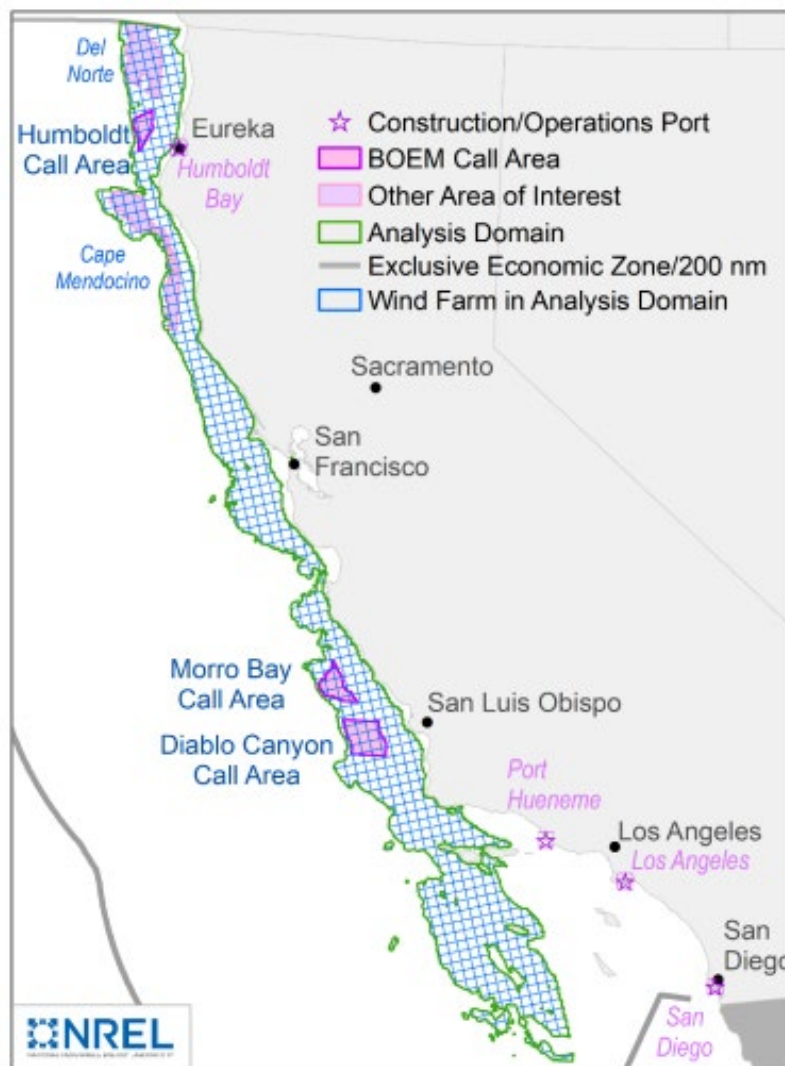 Del
Norte
Humboldt
Call Area
Eureka
Humboldt
Bay
Construction/Operations Port
BOEM Call Area
Other Area of Interest
Analysis Domain
Exclusive Economic Zone/200 nm
Wind Farm in Analysis Domain
Cape
Mendocino
Sacramento
San
Francisco
Morro Bay
Call Area
San Luis Obispo
Diablo Canyon
Call Area
Port
Hueneme
Los Angeles
Los Angeles
San
Diego
San
Diego
NREL